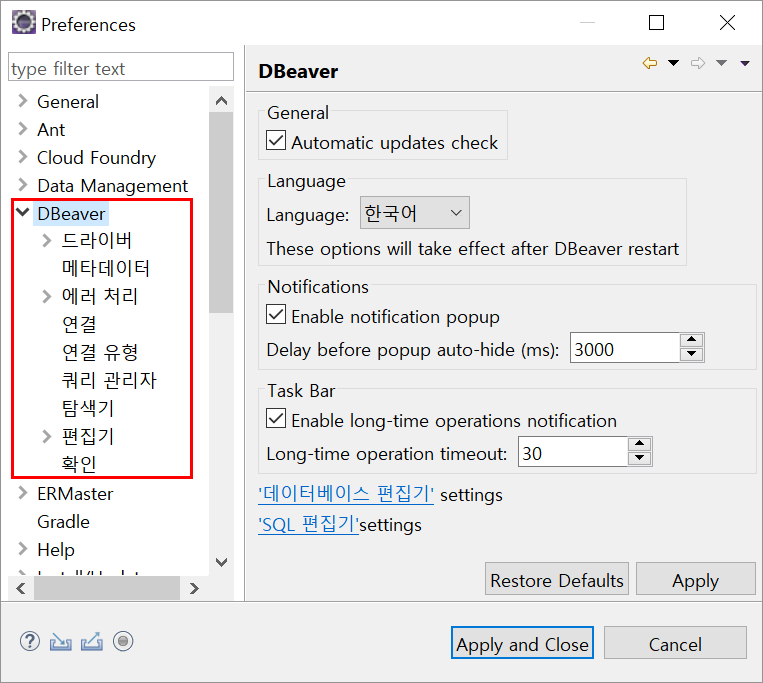 Preferences
type filter text
General
Ant
Cloud Foundry
Data Management
DBeaver
드라이버
메타데이터
에러 처리
연결
연결 유형
쿼리 관리자
탐색기
편집기
확인
ERMaster
Gradle
Help
DBeaver
General
Automatic updates check
Language
Language: 한국어
These options will take effect after DBeaver restart
Notifications
Enable notification popup
Delay before popup auto-hide (ms): 3000
Task Bar
Enable long-time operations notification
Long-time operation timeout: 30
'데이터베이스 편집기' settings
'SQL 편집기'settings
Restore Defaults Apply
Apply and Close Cancel